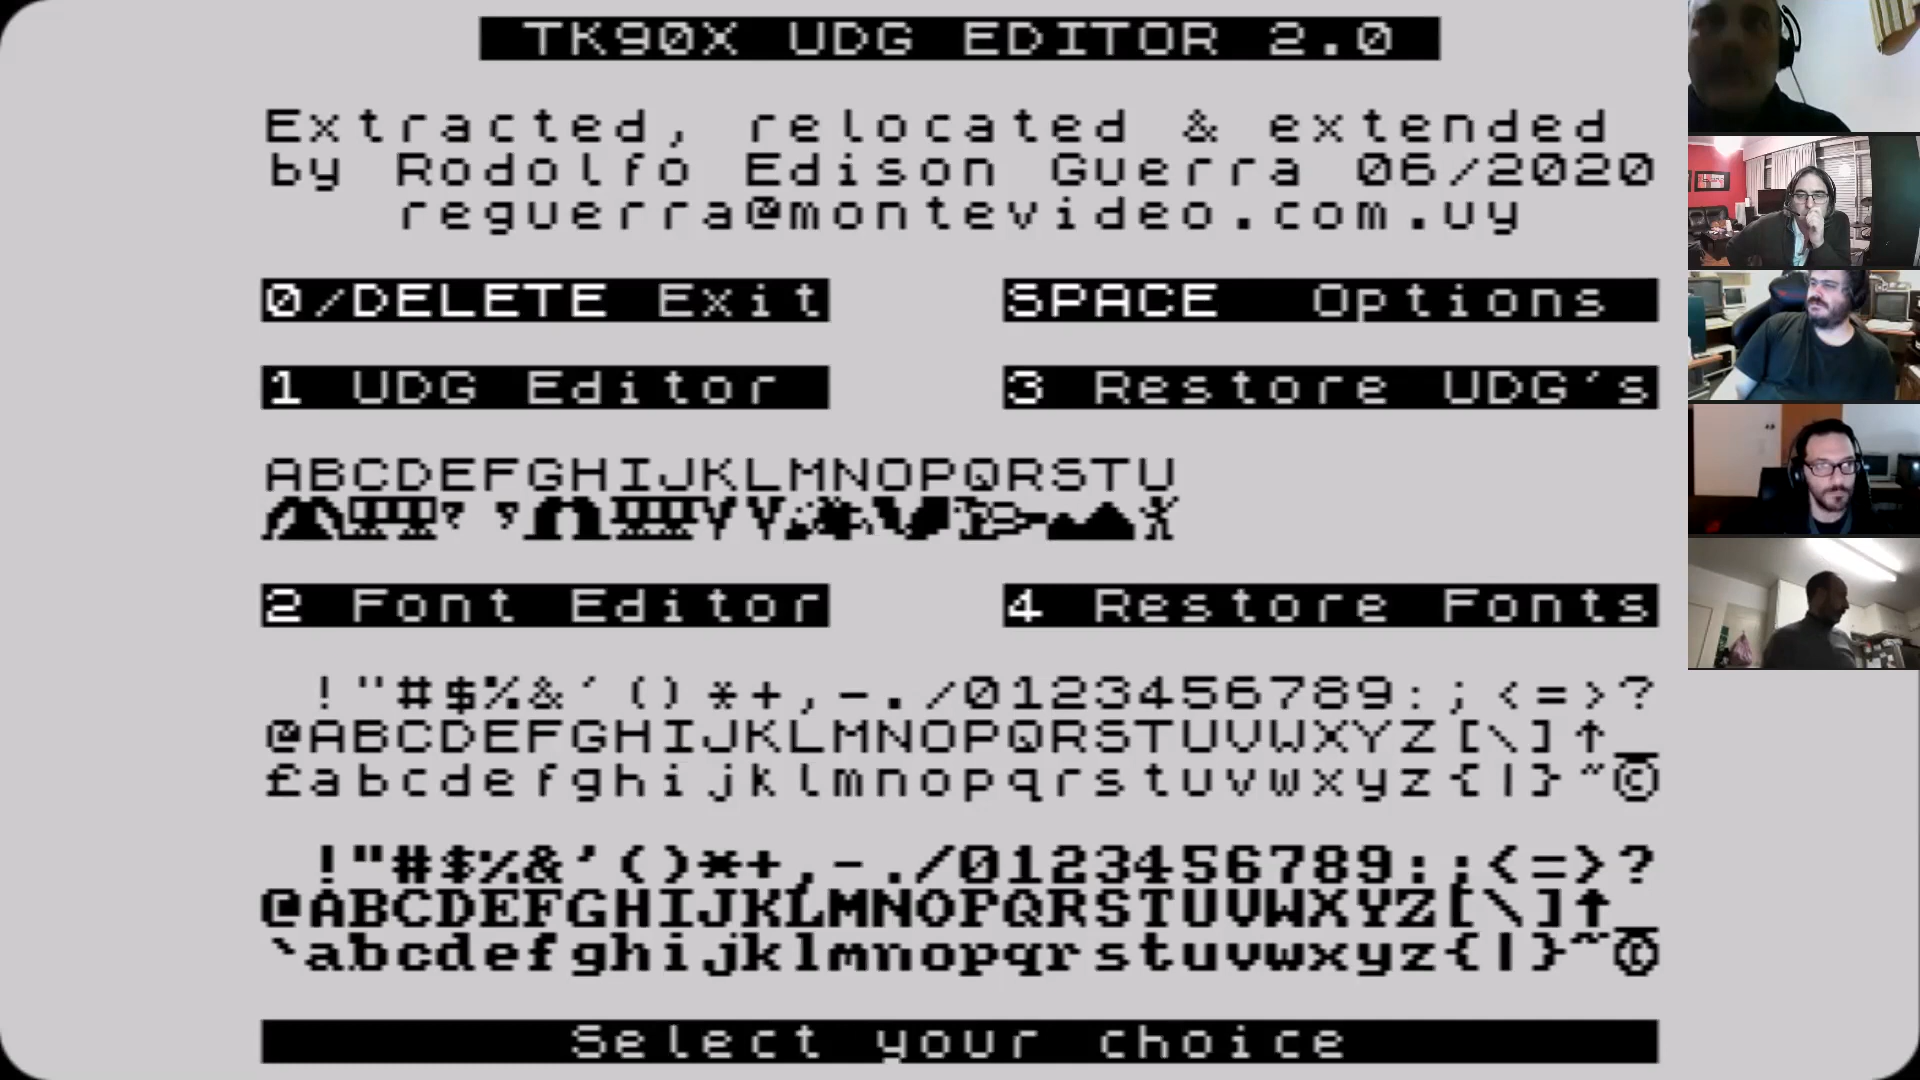 TK90X UDG EDITOR 2.0
Extracted, relocated & extended
by Rodolfo Edison Guerra 06/2020
reguerra@montevideo.com.uy
0/DELETE Exit SPACE Options
1 UDG Editor 3 Restore UDG's
ABCDEFGHIJKLMNOPQRSTU
2 Font Editor 4 Restore Fonts
!"#$%&'()*+,-./0123456789:;<=>?
@ABCDEFGHIJKLMNOPQRSTUVWXYZ[\]↑_
£abcdefghijklmnopqrstuvwxyz{|}~©
!"#$%&'()*+,-./0123456789:;<=>?
@ABCDEFGHIJKLMNOPQRSTUVWXYZ[\]↑_
`abcdefghijklmnopqrstuvwxyz{|}~©
Select your choice